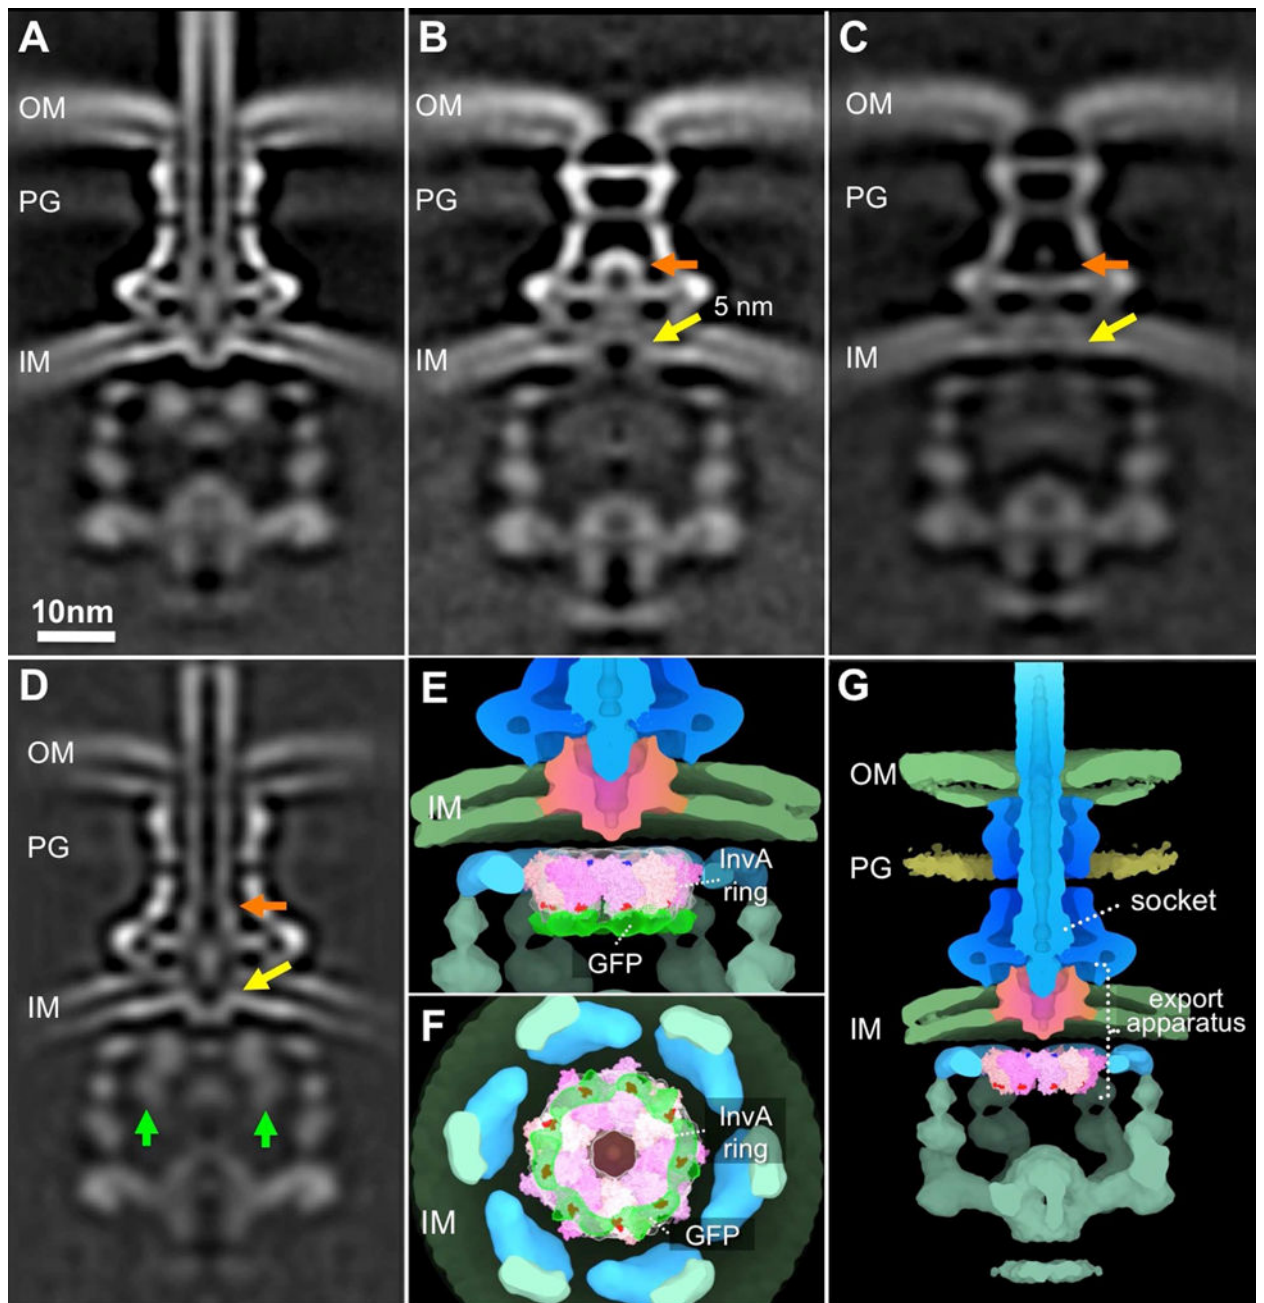 A
OM
PG
IM
10nm
B
OM
PG
5 nm
IM
C
OM
PG
IM
D
OM
PG
IM
E
IM
InvA
ring
GFP
F
InvA
ring
IM
GFP
G
OM
PG
socket
export
apparatus
IM